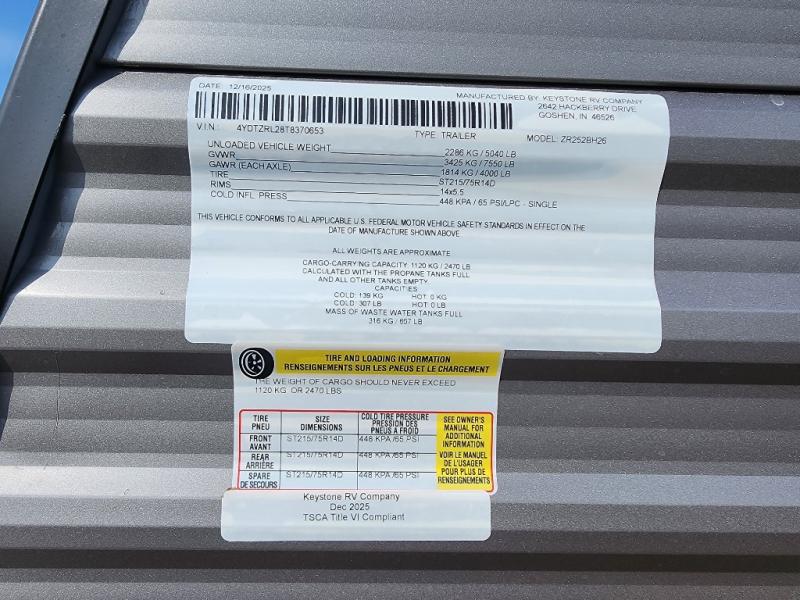 DATE: 12/16/2025
MANUFACTURED BY: KEYSTONE RV COMPANY
2642 HACKBERRY DRIVE
GOSHEN, IN 46526
V.I.N.: 4YDTZRL28T8370653 TYPE: TRAILER MODEL: ZR252BH26
UNLOADED VEHICLE WEIGHT 2286 KG / 5040 LB
GVWR 3425 KG / 7550 LB
GAWR (EACH AXLE) 1814 KG / 4000 LB
TIRE ST215/75R14D
RIMS 14x5.5
COLD INFL. PRESS 448 KPA / 65 PSI/LPC - SINGLE
THIS VEHICLE CONFORMS TO ALL APPLICABLE U.S. FEDERAL MOTOR VEHICLE SAFETY STANDARDS IN EFFECT ON THE
DATE OF MANUFACTURE SHOWN ABOVE.
ALL WEIGHTS ARE APPROXIMATE
CARGO-CARRYING CAPACITY: 1120 KG / 2470 LB
CALCULATED WITH THE PROPANE TANKS FULL
AND ALL OTHER TANKS EMPTY.
CAPACITIES
COLD: 139 KG HOT: 0 KG
COLD: 307 LB HOT: 0 LB
MASS OF WASTE WATER TANKS FULL
316 KG / 697 LB
TIRE AND LOADING INFORMATION
RENSEIGNEMENTS SUR LES PNEUS ET LE CHARGEMENT
THE WEIGHT OF CARGO SHOULD NEVER EXCEED
1120 KG OR 2470 LBS
TIRE
PNEU
SIZE
DIMENSIONS
COLD TIRE PRESSURE
PRESSION DES
PNEUS A FROID
SEE OWNER'S
MANUAL FOR
ADDITIONAL
INFORMATION
VOIR LE MANUEL
DE L'USAGER
POUR PLUS DE
RENSEIGNEMENTS
FRONT
AVANT
ST215/75R14D 448 KPA /65 PSI
REAR
ARRIÈRE
ST215/75R14D 448 KPA /65 PSI
SPARE
DE SECOURS
ST215/75R14D 448 KPA /65 PSI
Keystone RV Company
Dec 2025
TSCA Title VI Compliant